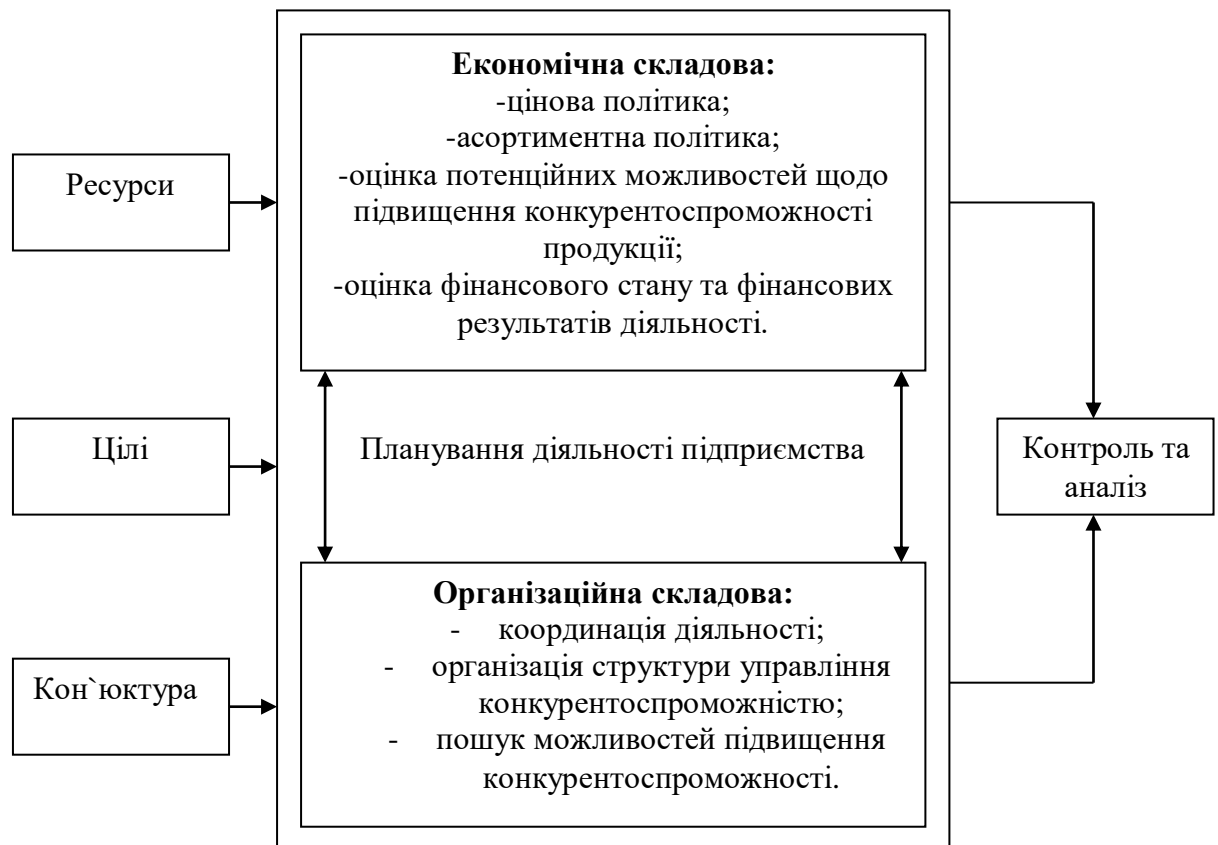 Економічна складова:
-цінова політика;
-асортиментна політика;
-оцінка потенційних можливостей щодо
підвищення конкурентоспроможності
продукції;
-оцінка фінансового стану та фінансових
результатів діяльності.
Ресурси
Цілі
Планування діяльності підприємства
Контроль та
аналіз
Організаційна складова:
- координація діяльності;
- організація структури управління
конкурентоспроможністю;
- пошук можливостей підвищення
конкурентоспроможності.
Кон`юктура